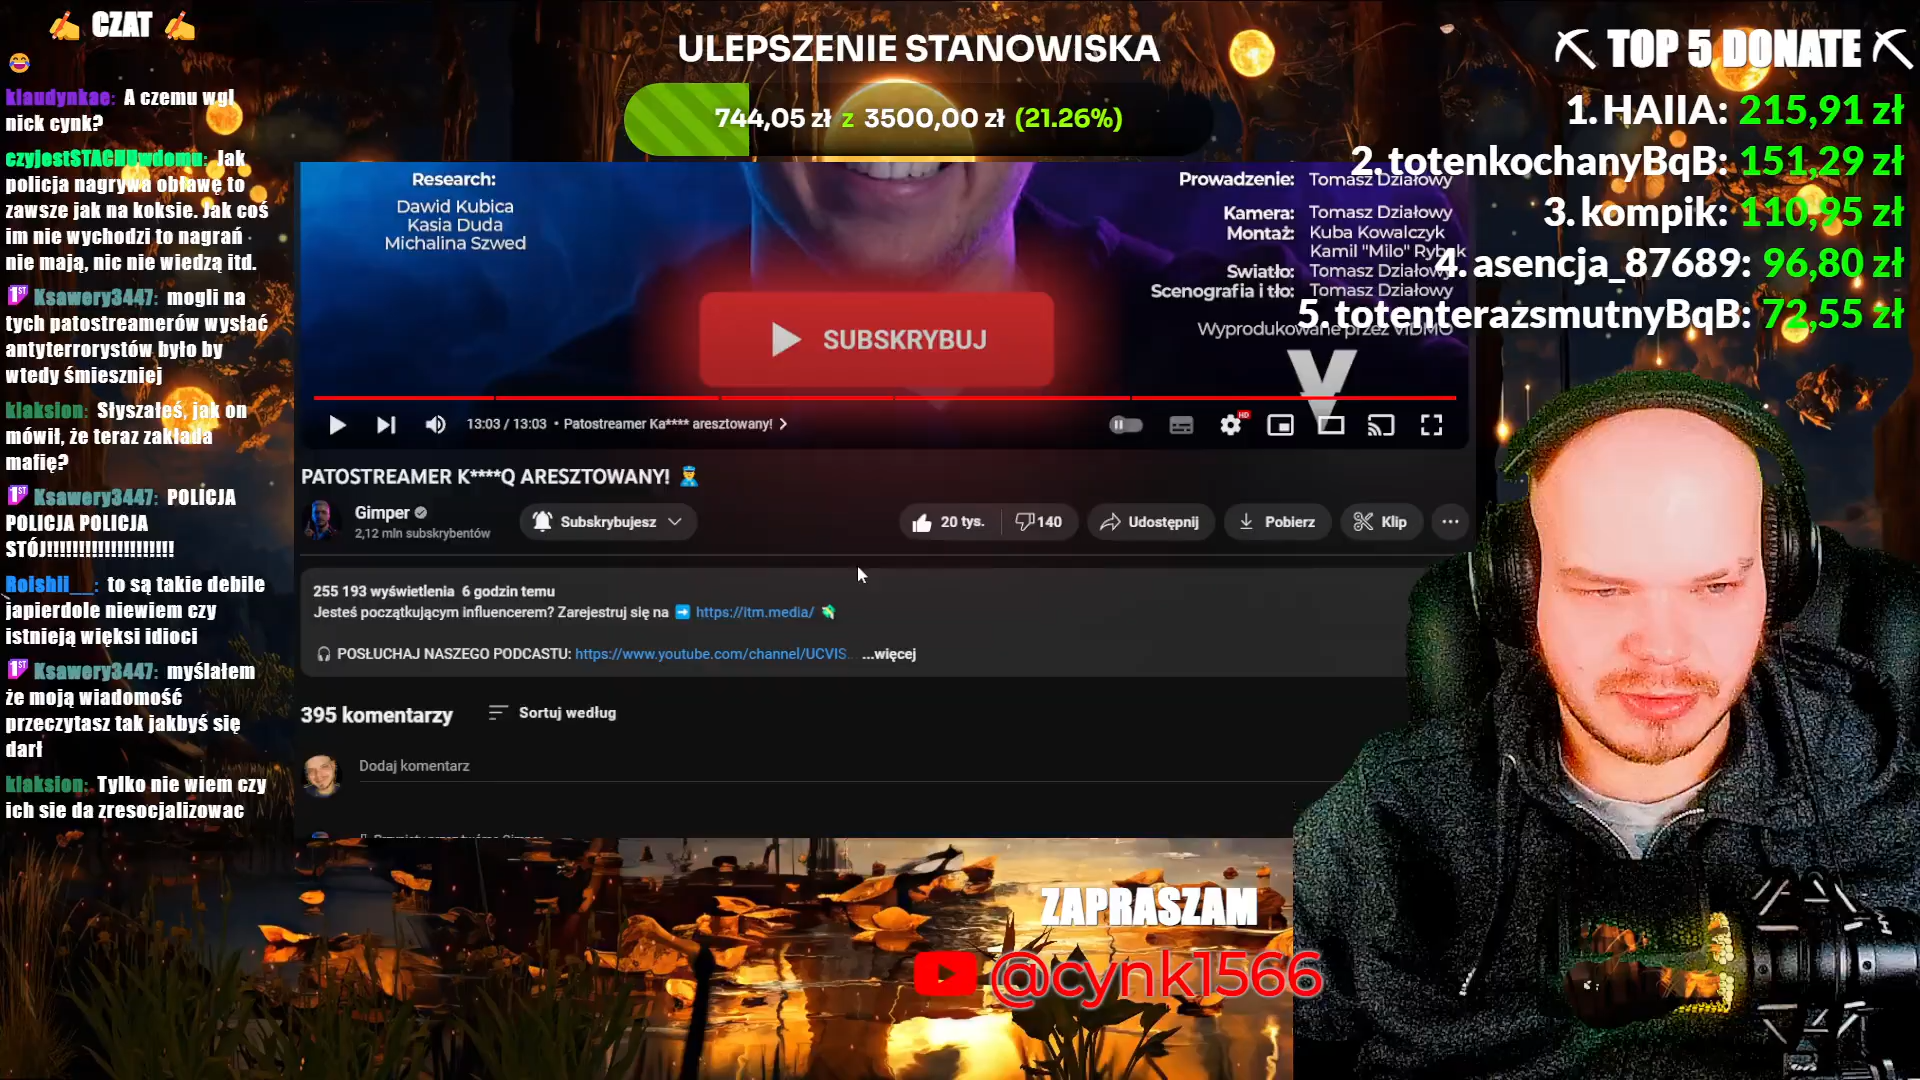 ✍ CZAT ✍
😂
klaudynkae: A czemu wgl
nick cynk?
czyjestSTACHUwdomu: Jak
policja nagrywa obławę to
zawsze jak na koksie. Jak coś
im nie wychodzi to nagrań
nie mają, nic nie wiedzą itd.
1ST Ksawery3447: mogli na
tych patostreamerów wysłać
antyterrorystów było by
wtedy śmieszniej
klaksion: Słyszałeś, jak on
mówił, że teraz zakłada
mafię?
1ST Ksawery3447: POLICJA
POLICJA POLICJA
STÓJ!!!!!!!!!!!!!!!!!!!!
Roishii__: to są takie debile
japierdole niewiem czy
istnieją więksi idioci
1ST Ksawery3447: myślałem
że moją wiadomość
przeczytasz tak jakbyś się
darł
klaksion: Tylko nie wiem czy
ich sie da zresocjalizowac
ULEPSZENIE STANOWISKA
744,05 zł z 3500,00 zł (21.26%)
⛏ TOP 5 DONATE ⛏
1. HAIIA: 215,91 zł
2. totenkochanyBqB: 151,29 zł
3. kompik: 110,95 zł
4. asencja_87689: 96,80 zł
5. totenterazsmutnyBqB: 72,55 zł
Research:
Dawid Kubica
Kasia Duda
Michalina Szwed
Prowadzenie: Tomasz Działowy
Kamera: Tomasz Działowy
Montaż: Kuba Kowalczyk
Kamil "Milo" Rybak
Światło: Tomasz Działowy
Scenografia i tło: Tomasz Działowy
Wyprodukowane przez VIDMO
SUBSKRYBUJ
13:03 / 13:03 • Patostreamer Ka**** aresztowany! >
HD
PATOSTREAMER K****Q ARESZTOWANY! 👮
Gimper
2,12 mln subskrybentów
Subskrybujesz
20 tys.
140
Udostępnij
Pobierz
Klip
...
255 193 wyświetlenia 6 godzin temu
Jesteś początkującym influencerem? Zarejestruj się na ➡ https://itm.media/ 💸
🎧 POSŁUCHAJ NASZEGO PODCASTU: https://www.youtube.com/channel/UCVIS... ...więcej
395 komentarzy
Sortuj według
Dodaj komentarz
ZAPRASZAM
@cynk1566